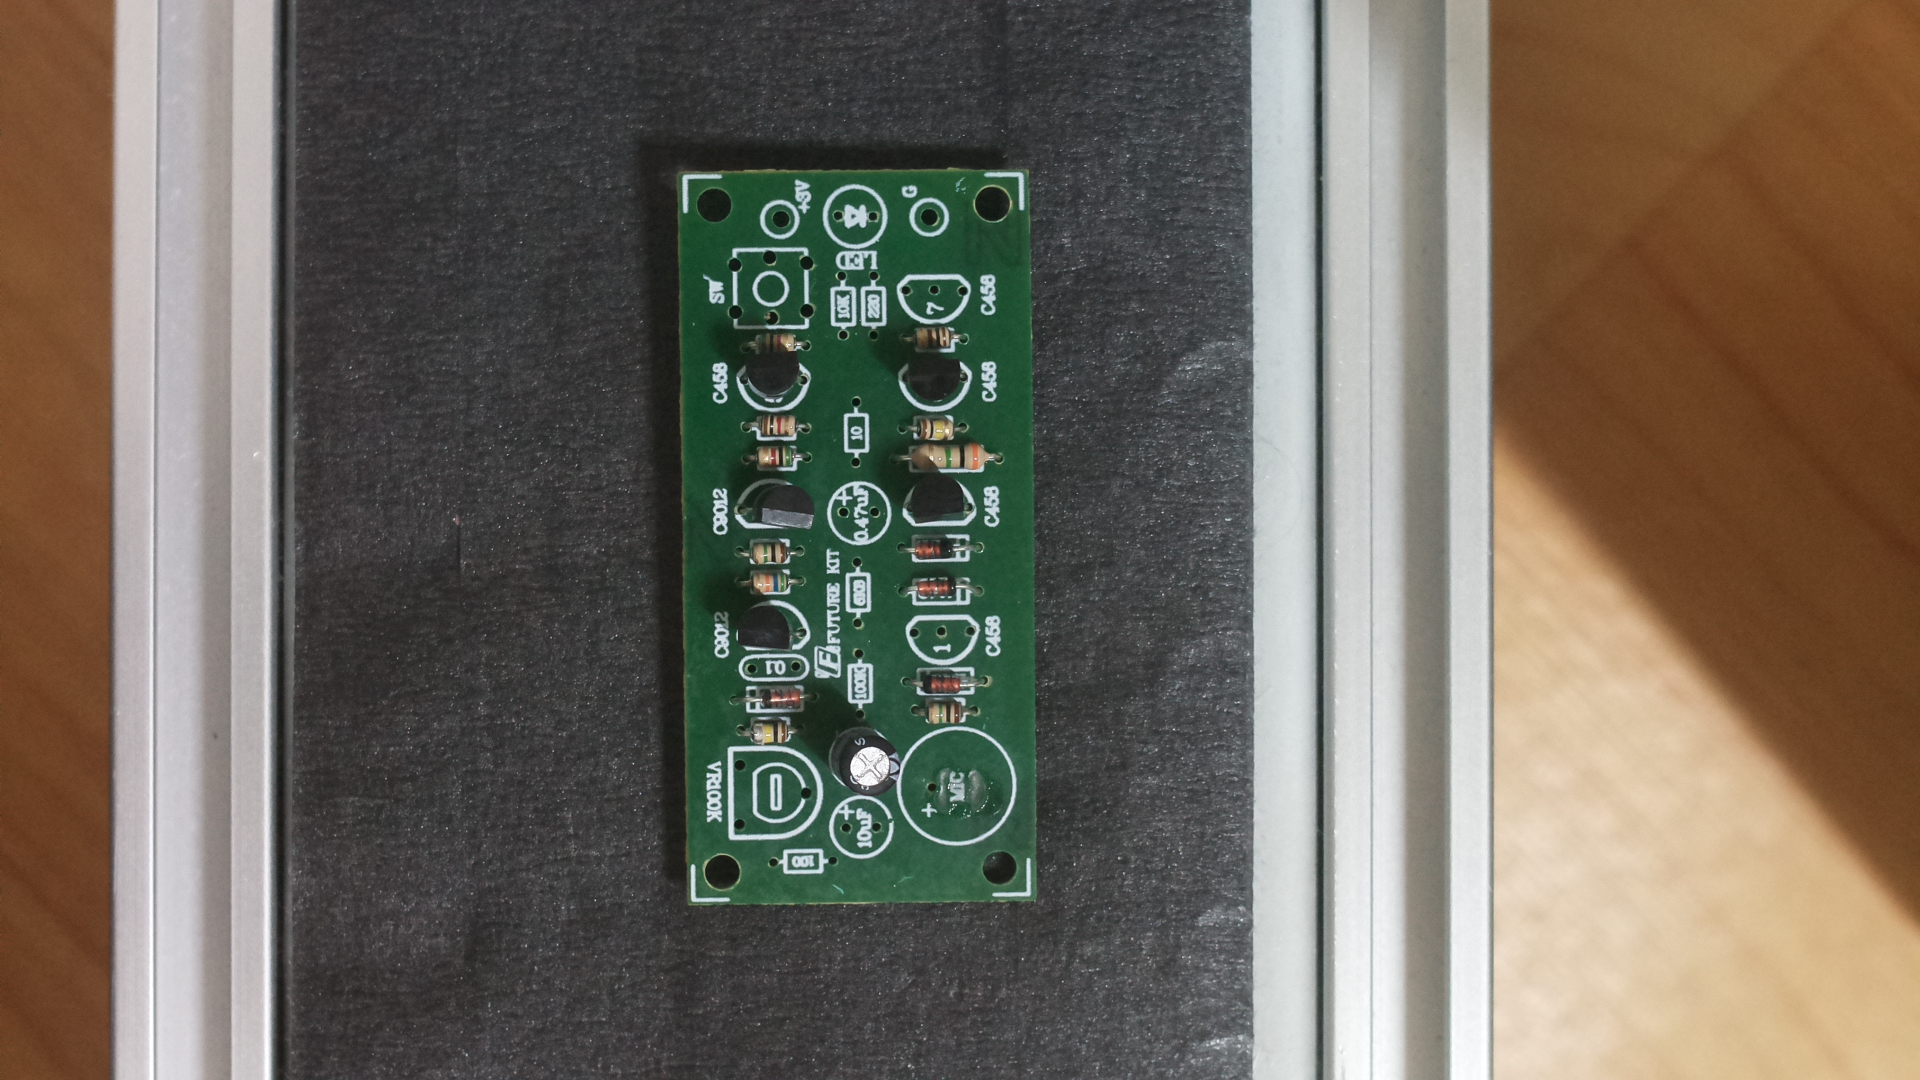 +3V
G
SW
10K
220
7
C458
C458
C458
10
C9012
0.47uF
C458
FUTURE KIT
C9012
C458
1
100K
VR100K
+
MIC
+
10uF
100